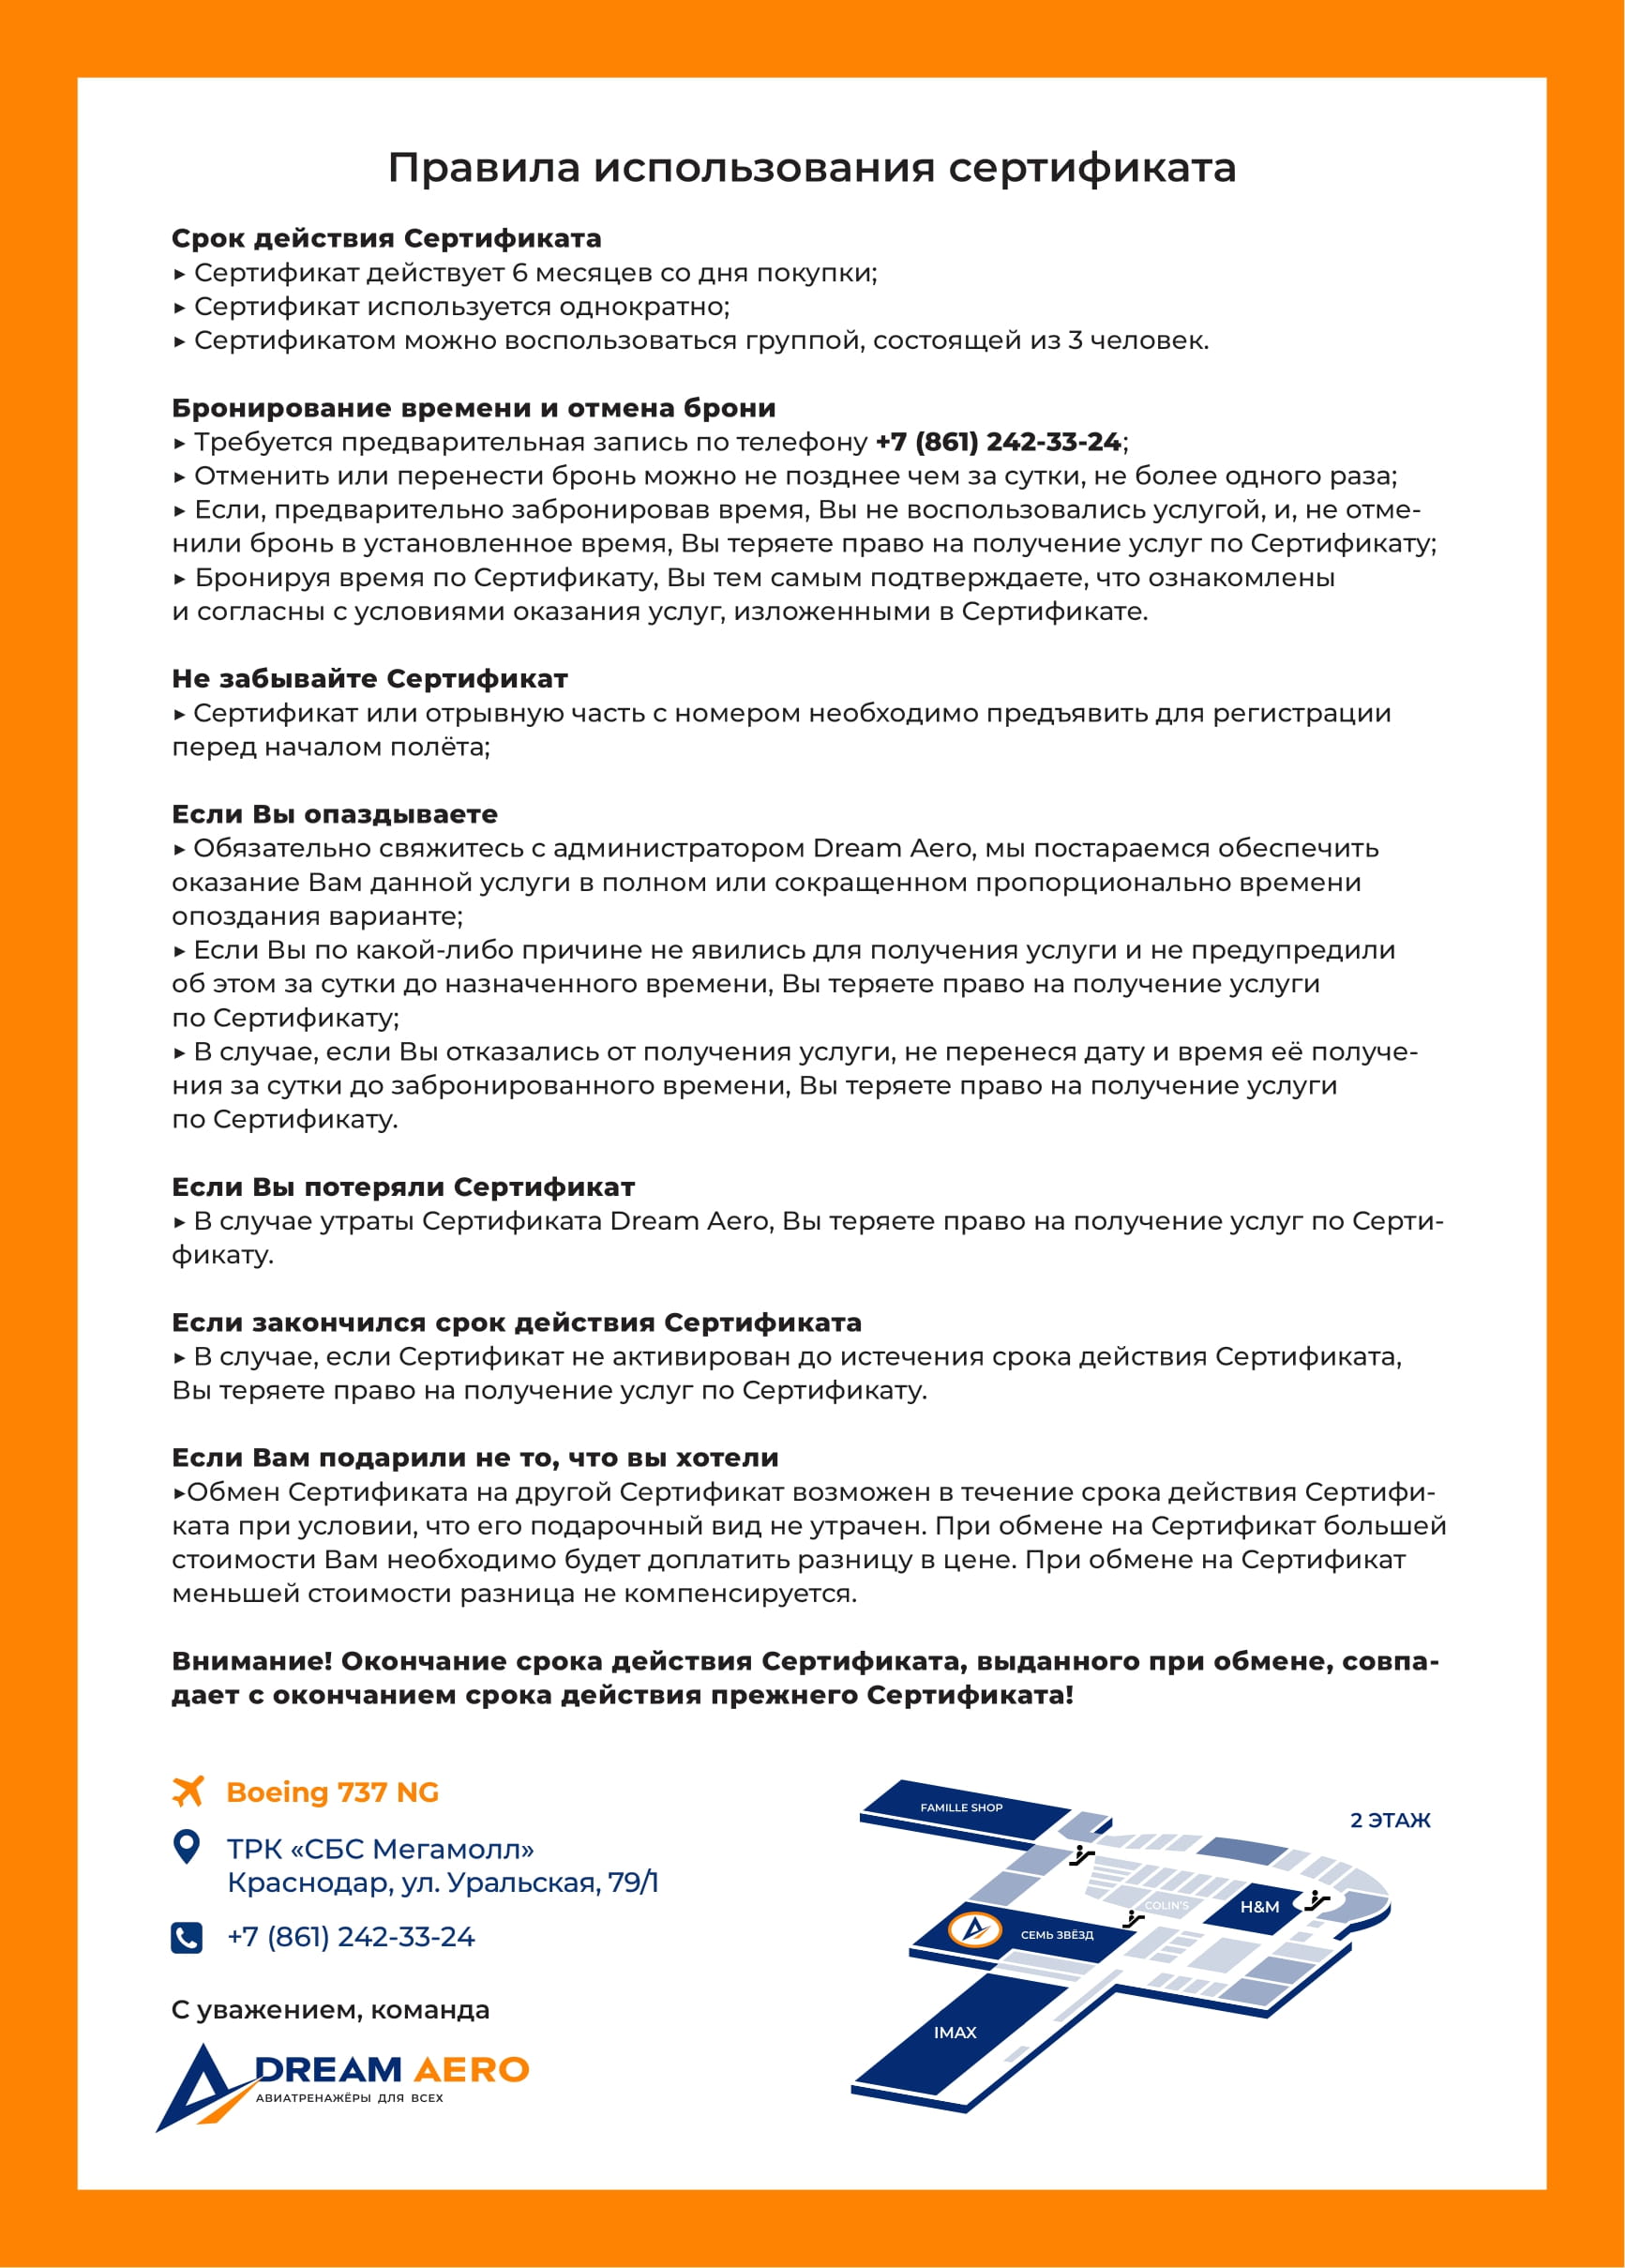 Правила использования сертификата
Срок действия Сертификата
▸ Сертификат действует 6 месяцев со дня покупки;
▸ Сертификат используется однократно;
▸ Сертификатом можно воспользоваться группой, состоящей из 3 человек.
Бронирование времени и отмена брони
▸ Требуется предварительная запись по телефону +7 (861) 242-33-24;
▸ Отменить или перенести бронь можно не позднее чем за сутки, не более одного раза;
▸ Если, предварительно забронировав время, Вы не воспользовались услугой, и, не отме-
нили бронь в установленное время, Вы теряете право на получение услуг по Сертификату;
▸ Бронируя время по Сертификату, Вы тем самым подтверждаете, что ознакомлены
и согласны с условиями оказания услуг, изложенными в Сертификате.
Не забывайте Сертификат
▸ Сертификат или отрывную часть с номером необходимо предъявить для регистрации
перед началом полёта;
Если Вы опаздываете
▸ Обязательно свяжитесь с администратором Dream Aero, мы постараемся обеспечить
оказание Вам данной услуги в полном или сокращенном пропорционально времени
опоздания варианте;
▸ Если Вы по какой-либо причине не явились для получения услуги и не предупредили
об этом за сутки до назначенного времени, Вы теряете право на получение услуги
по Сертификату;
▸ В случае, если Вы отказались от получения услуги, не перенеся дату и время её получе-
ния за сутки до забронированного времени, Вы теряете право на получение услуги
по Сертификату.
Если Вы потеряли Сертификат
▸ В случае утраты Сертификата Dream Aero, Вы теряете право на получение услуг по Серти-
фикату.
Если закончился срок действия Сертификата
▸ В случае, если Сертификат не активирован до истечения срока действия Сертификата,
Вы теряете право на получение услуг по Сертификату.
Если Вам подарили не то, что вы хотели
▸Обмен Сертификата на другой Сертификат возможен в течение срока действия Сертифи-
ката при условии, что его подарочный вид не утрачен. При обмене на Сертификат большей
стоимости Вам необходимо будет доплатить разницу в цене. При обмене на Сертификат
меньшей стоимости разница не компенсируется.
Внимание! Окончание срока действия Сертификата, выданного при обмене, совпа-
дает с окончанием срока действия прежнего Сертификата!
Boeing 737 NG
ТРК «СБС Мегамолл»
Краснодар, ул. Уральская, 79/1
+7 (861) 242-33-24
С уважением, команда
DREAM AERO
АВИАТРЕНАЖЁРЫ ДЛЯ ВСЕХ
FAMILLE SHOP
2 ЭТАЖ
COLIN'S
H&M
СЕМЬ ЗВЁЗД
IMAX